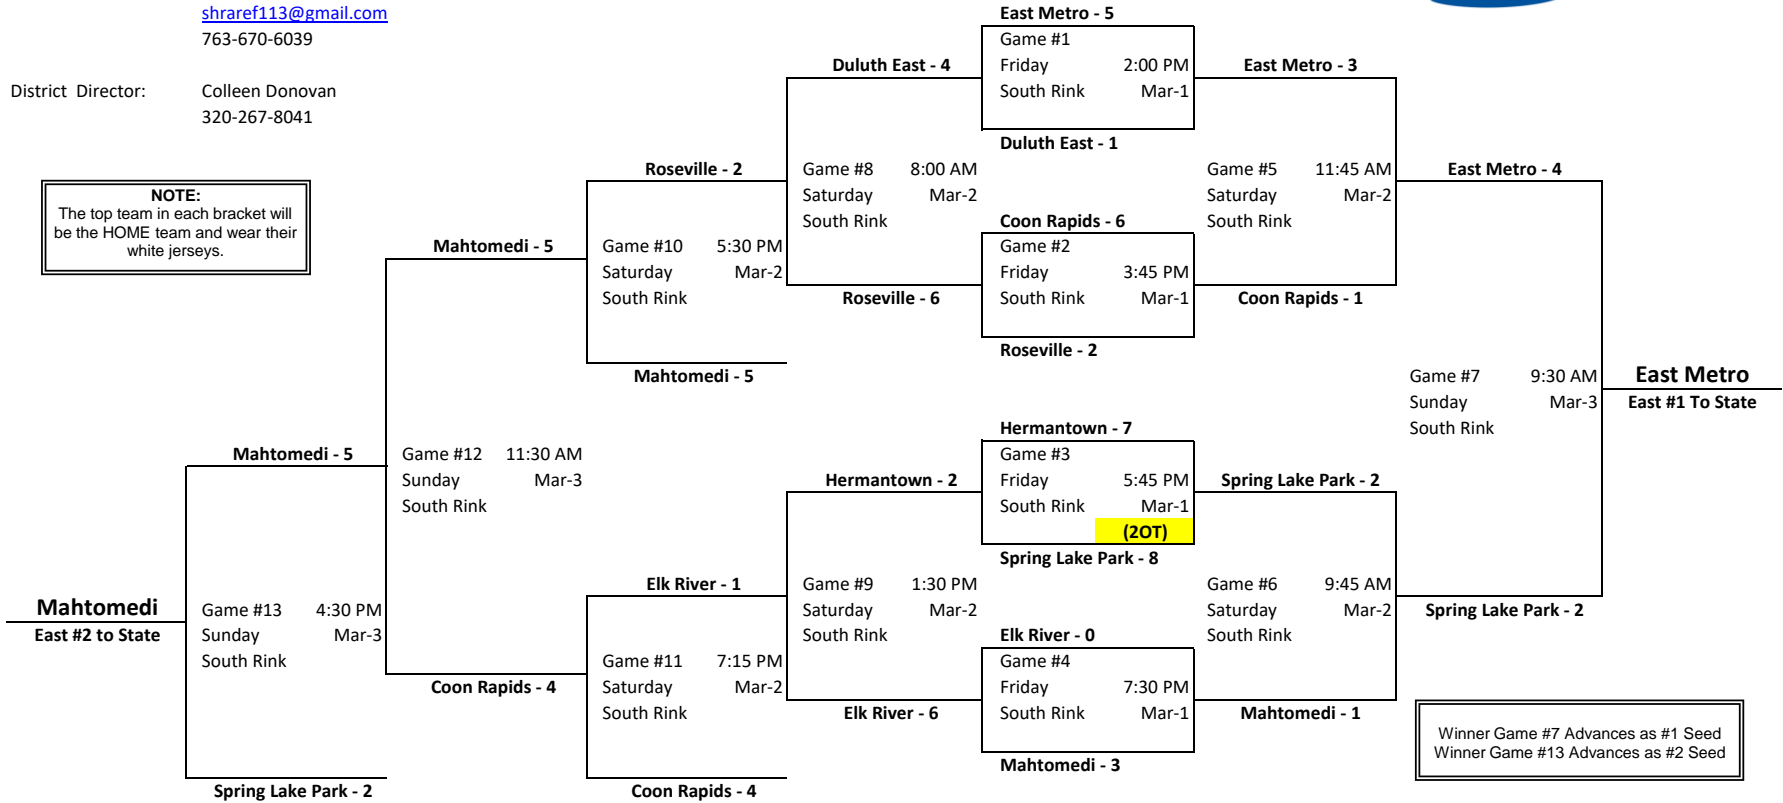 shraref113@gmail.com
763-670-6039
District Director: Colleen Donovan
320-267-8041
NOTE:
The top team in each bracket will
be the HOME team and wear their
white jerseys.
East Metro - 5
Game #1
Friday 2:00 PM
South Rink Mar-1
Duluth East - 1
Duluth East - 4
East Metro - 3
Roseville - 2
Game #8 8:00 AM
Saturday Mar-2
South Rink
Game #5 11:45 AM
Saturday Mar-2
South Rink
East Metro - 4
Coon Rapids - 6
Game #2
Friday 3:45 PM
South Rink Mar-1
Roseville - 2
Mahtomedi - 5
Game #10 5:30 PM
Saturday Mar-2
South Rink
Roseville - 6
Coon Rapids - 1
Mahtomedi - 5
Game #7 9:30 AM
Sunday Mar-3
South Rink
East Metro
East #1 To State
Hermantown - 7
Game #3
Friday 5:45 PM
South Rink Mar-1
(2OT)
Spring Lake Park - 8
Mahtomedi - 5
Game #12 11:30 AM
Sunday Mar-3
South Rink
Hermantown - 2
Spring Lake Park - 2
Elk River - 1
Game #9 1:30 PM
Saturday Mar-2
South Rink
Game #6 9:45 AM
Saturday Mar-2
South Rink
Spring Lake Park - 2
Mahtomedi
East #2 to State
Game #13 4:30 PM
Sunday Mar-3
South Rink
Elk River - 0
Game #4
Friday 7:30 PM
South Rink Mar-1
Mahtomedi - 3
Coon Rapids - 4
Game #11 7:15 PM
Saturday Mar-2
South Rink
Elk River - 6
Mahtomedi - 1
Winner Game #7 Advances as #1 Seed
Winner Game #13 Advances as #2 Seed
Spring Lake Park - 2
Coon Rapids - 4